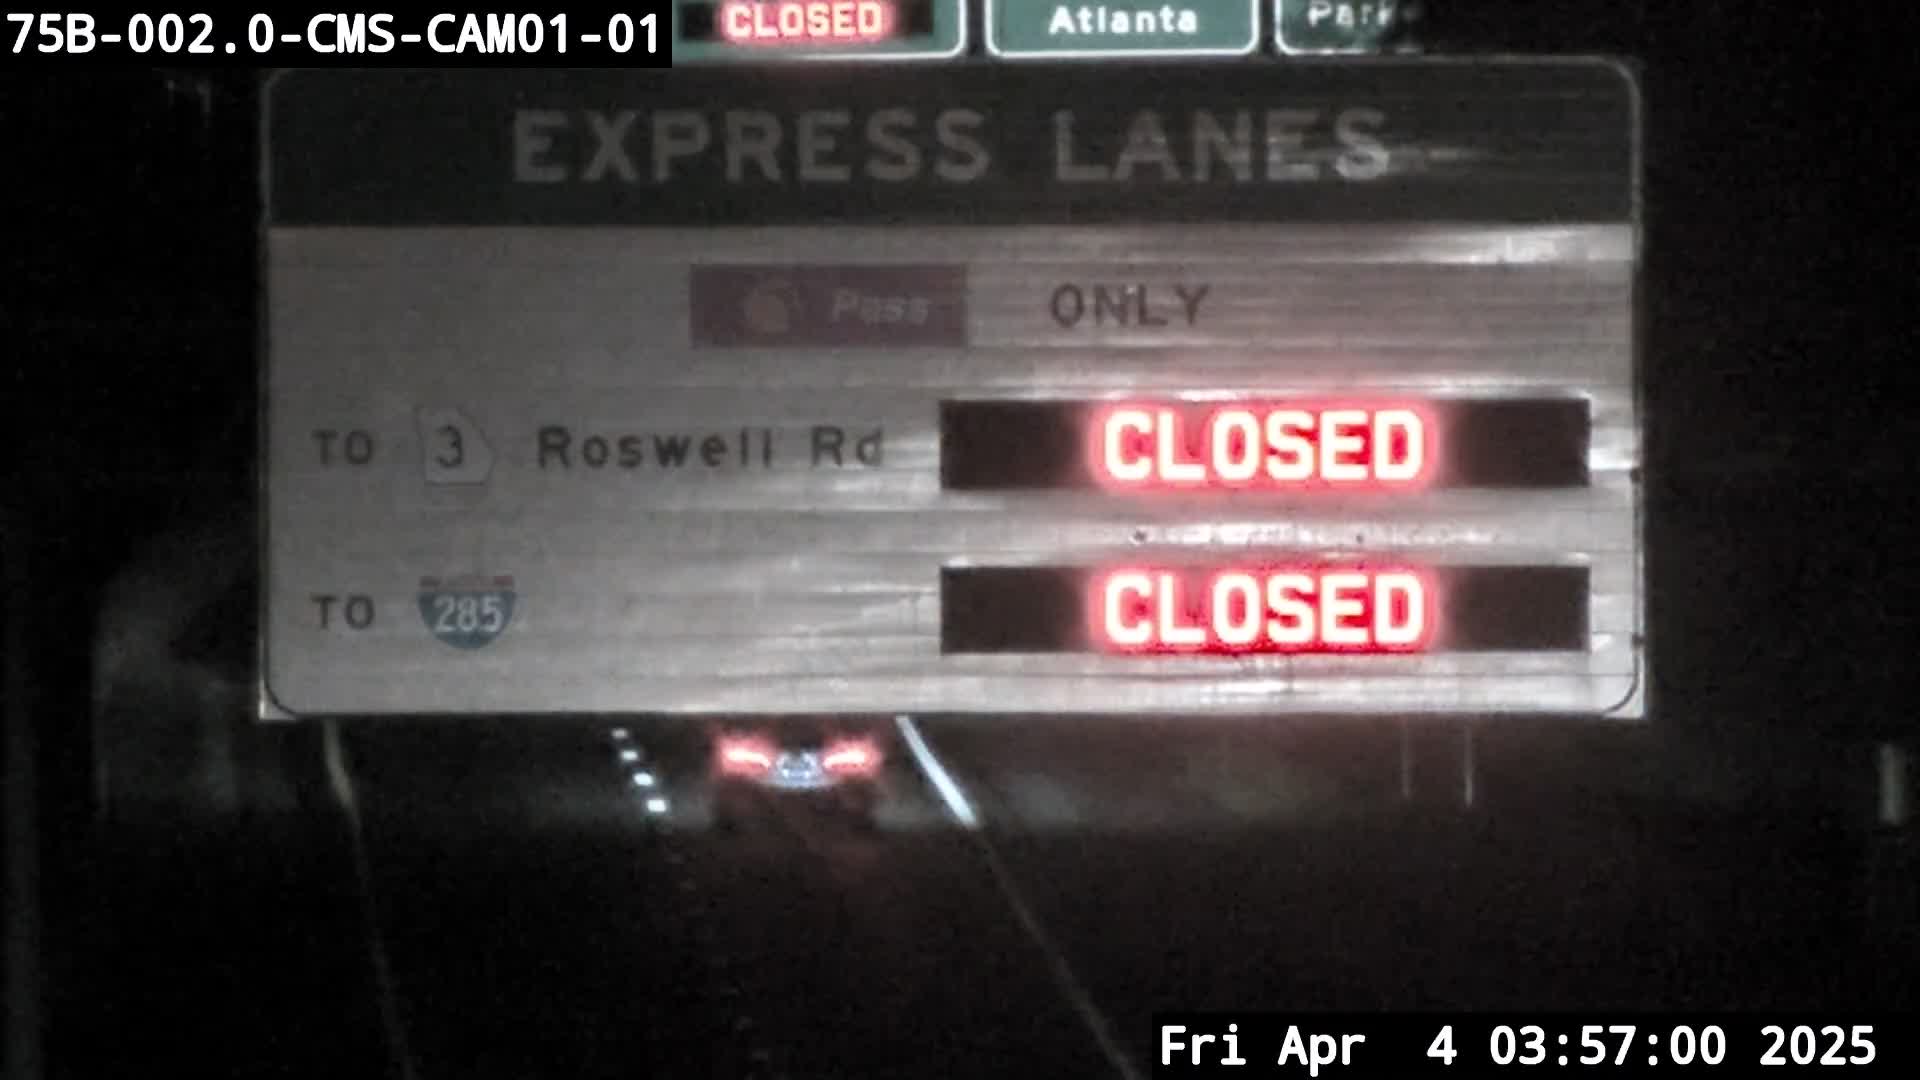 75B-002.0-CMS-CAM01-01
CLOSED
Atlanta
Park
EXPRESS LANES
Pass ONLY
TO 3 Roswell Rd CLOSED
TO 285 CLOSED
Fri Apr 4 03:57:00 2025